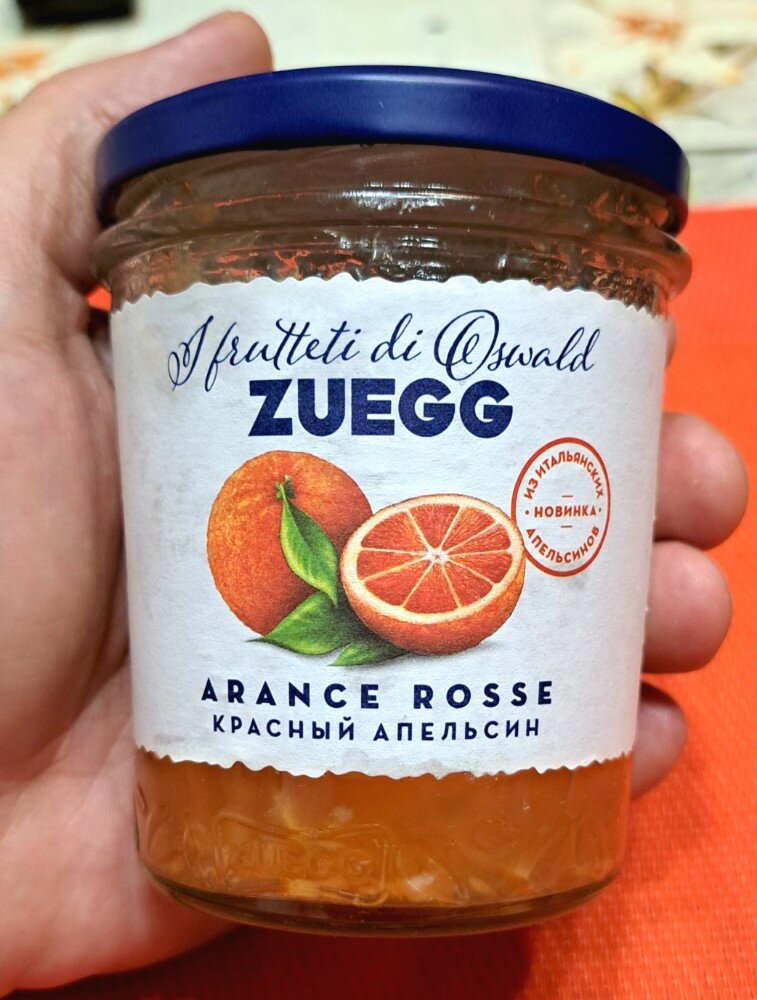 I frutteti di Oswald
ZUEGG
ИЗ ИТАЛЬЯНСКИХ
НОВИНКА
АПЕЛЬСИНОВ
ARANCE ROSSE
КРАСНЫЙ АПЕЛЬСИН
ZUEGG